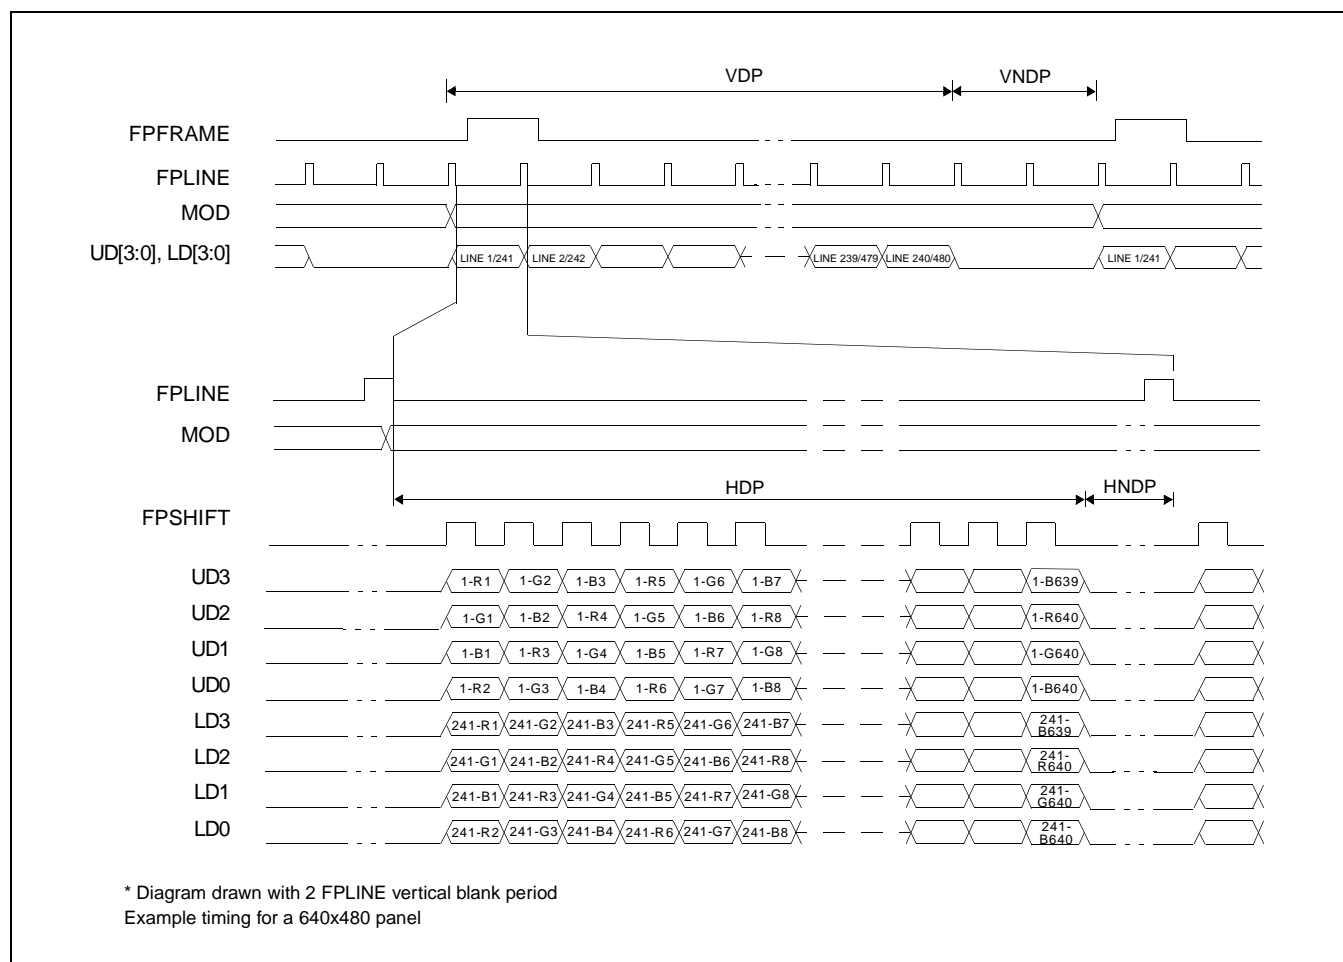 VDP VNDP
FPFRAME
FPLINE
MOD
UD[3:0], LD[3:0] LINE 1/241 LINE 2/242 LINE 239/479 LINE 240/480 LINE 1/241
FPLINE
MOD
HDP HNDP
FPSHIFT
UD3 1-R1 1-G2 1-B3 1-R5 1-G6 1-B7 1-B639
UD2 1-G1 1-B2 1-R4 1-G5 1-B6 1-R8 1-R640
UD1 1-B1 1-R3 1-G4 1-B5 1-R7 1-G8 1-G640
UD0 1-R2 1-G3 1-B4 1-R6 1-G7 1-B8 1-B640
LD3 241-R1 241-G2 241-B3 241-R5 241-G6 241-B7 241-B639
LD2 241-G1 241-B2 241-R4 241-G5 241-B6 241-R8 241-R640
LD1 241-B1 241-R3 241-G4 241-B5 241-R7 241-G8 241-G640
LD0 241-R2 241-G3 241-B4 241-R6 241-G7 241-B8 241-B640
* Diagram drawn with 2 FPLINE vertical blank period
Example timing for a 640x480 panel